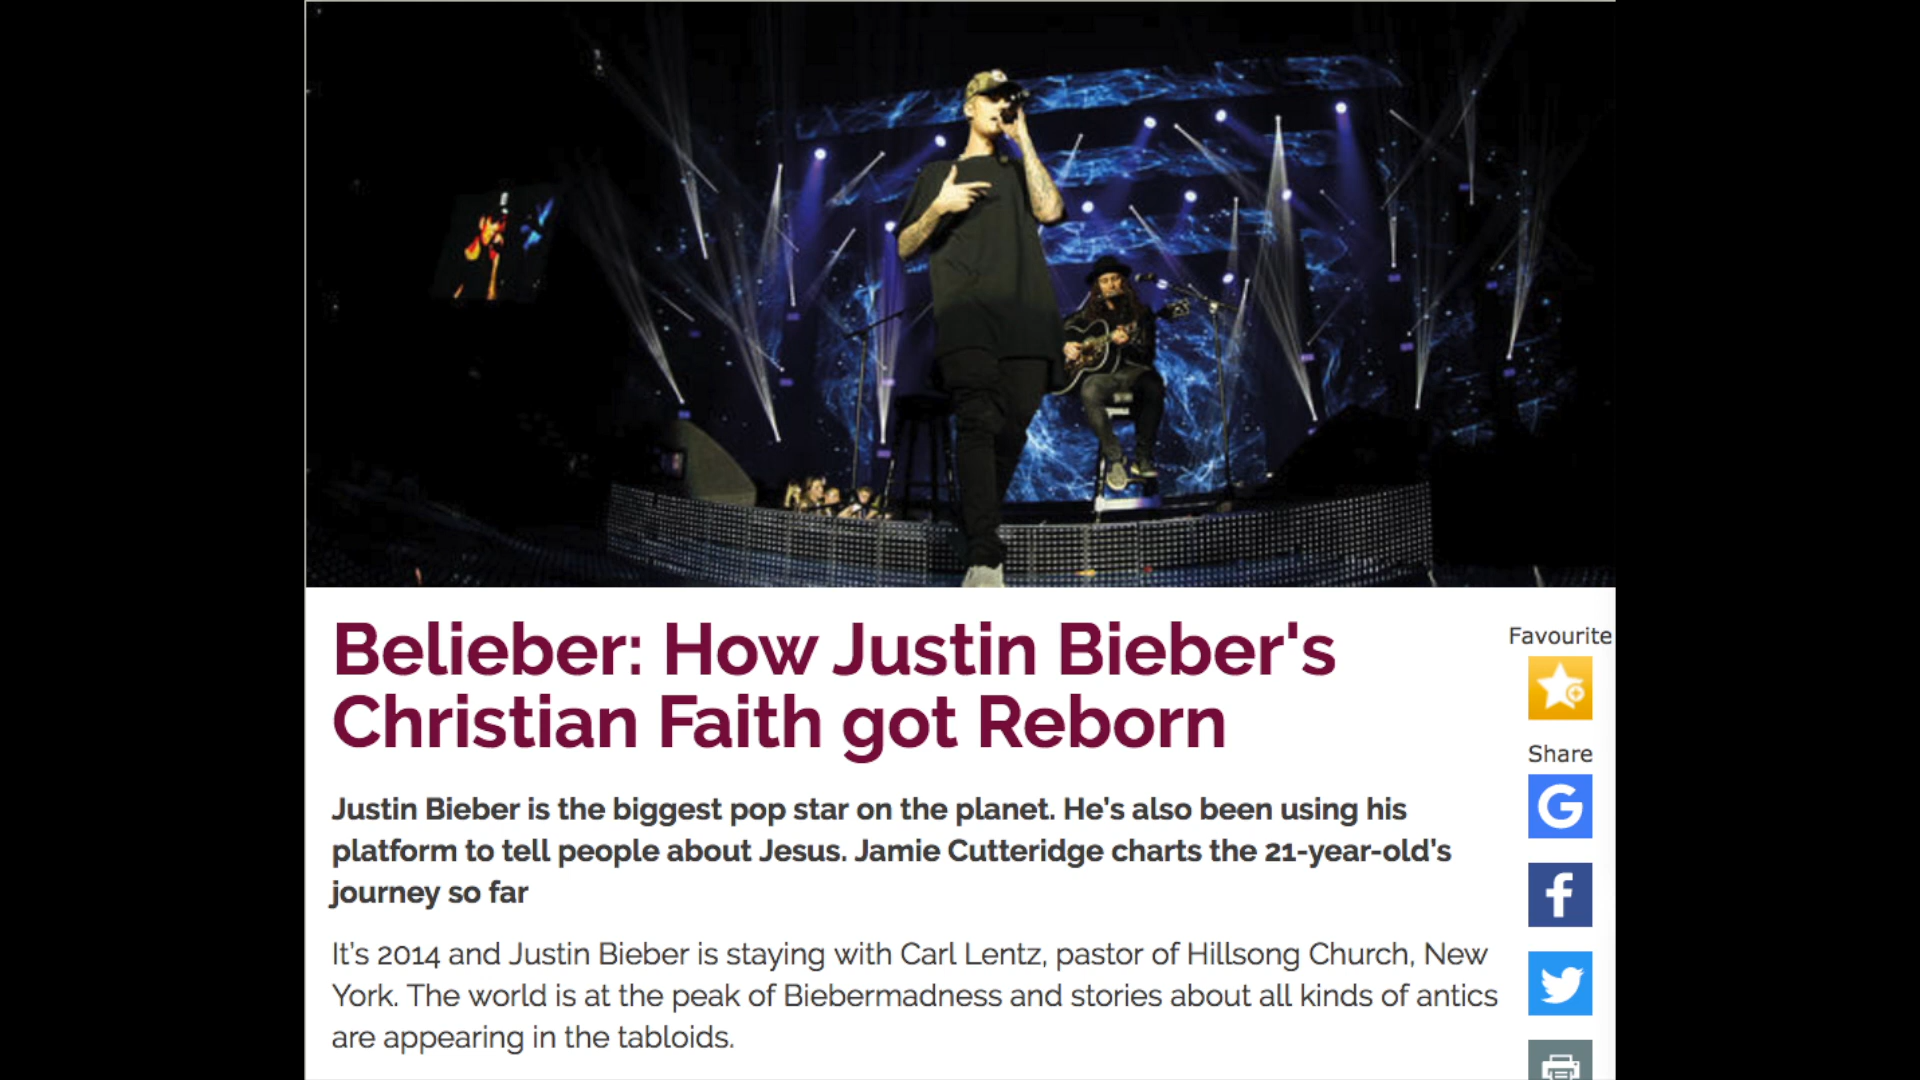 Belieber: How Justin Bieber's
Christian Faith got Reborn
Justin Bieber is the biggest pop star on the planet. He's also been using his
platform to tell people about Jesus. Jamie Cutteridge charts the 21-year-old's
journey so far
It's 2014 and Justin Bieber is staying with Carl Lentz, pastor of Hillsong Church, New
York. The world is at the peak of Biebermadness and stories about all kinds of antics
are appearing in the tabloids.
Favourite
Share